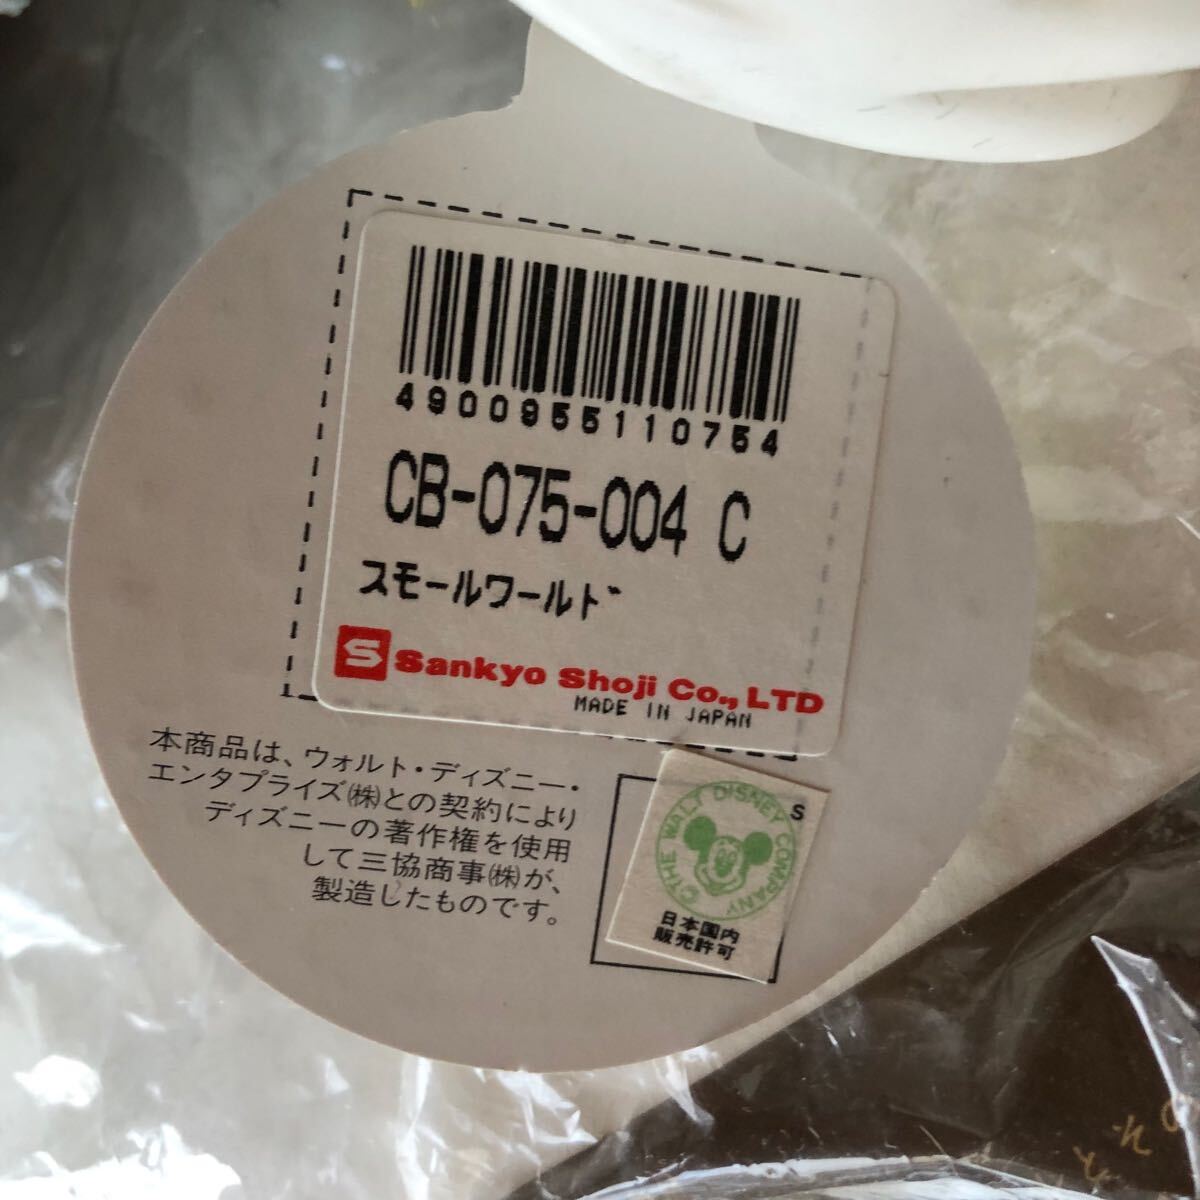 4900955110754
CB-075-004 C
スモールワールド
S Sankyo Shoji Co., LTD
MADE IN JAPAN
本商品は、ウォルト・ディズニー・
エンタプライズ(株)との契約により
ディズニーの著作権を使用
して三協商事(株)が、
製造したものです。
S
©THE WALT DISNEY COMPANY
日本国内
販売許可
とその